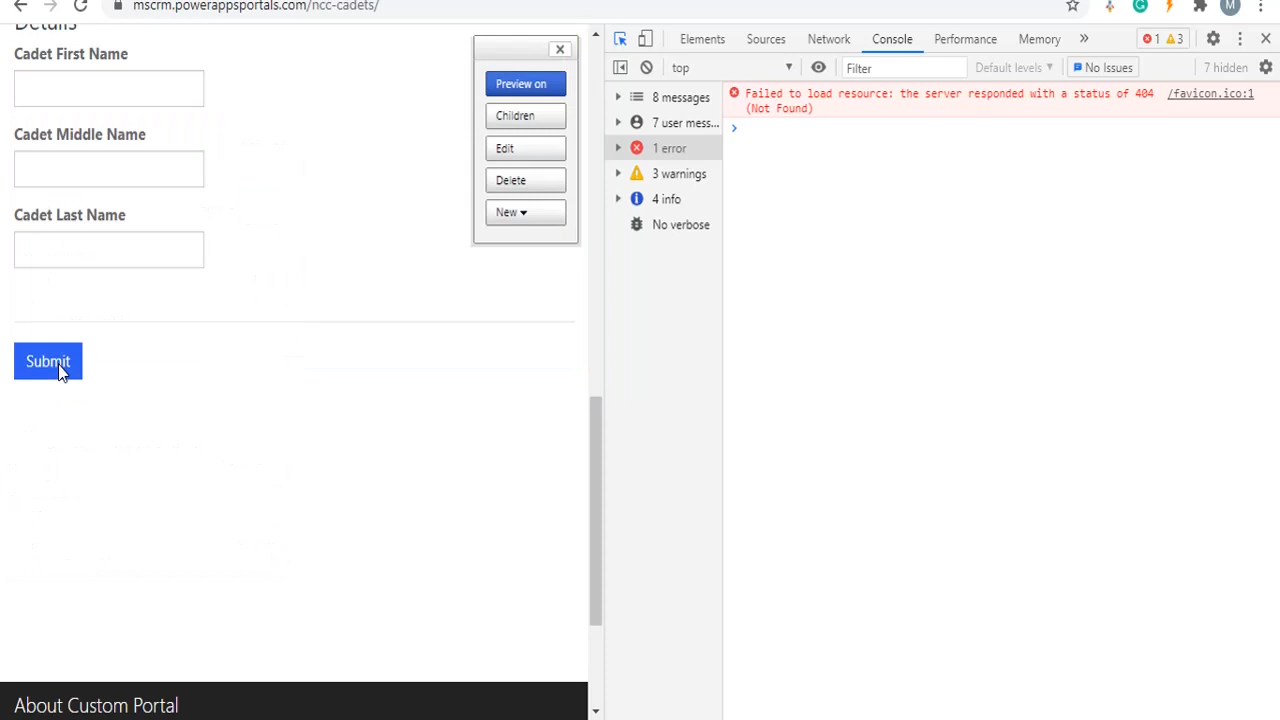 mscrm.powerappsportals.com/ncc-cadets/
M
Details
Cadet First Name
Cadet Middle Name
Cadet Last Name
Submit
About Custom Portal
X
Preview on
Children
Edit
Delete
New
Elements
Sources
Network
Console
Performance
Memory
»
1
3
top
Filter
Default levels
No Issues
7 hidden
8 messages
7 user mess...
1 error
3 warnings
4 info
No verbose
Failed to load resource: the server responded with a status of 404 /favicon.ico:1
(Not Found)